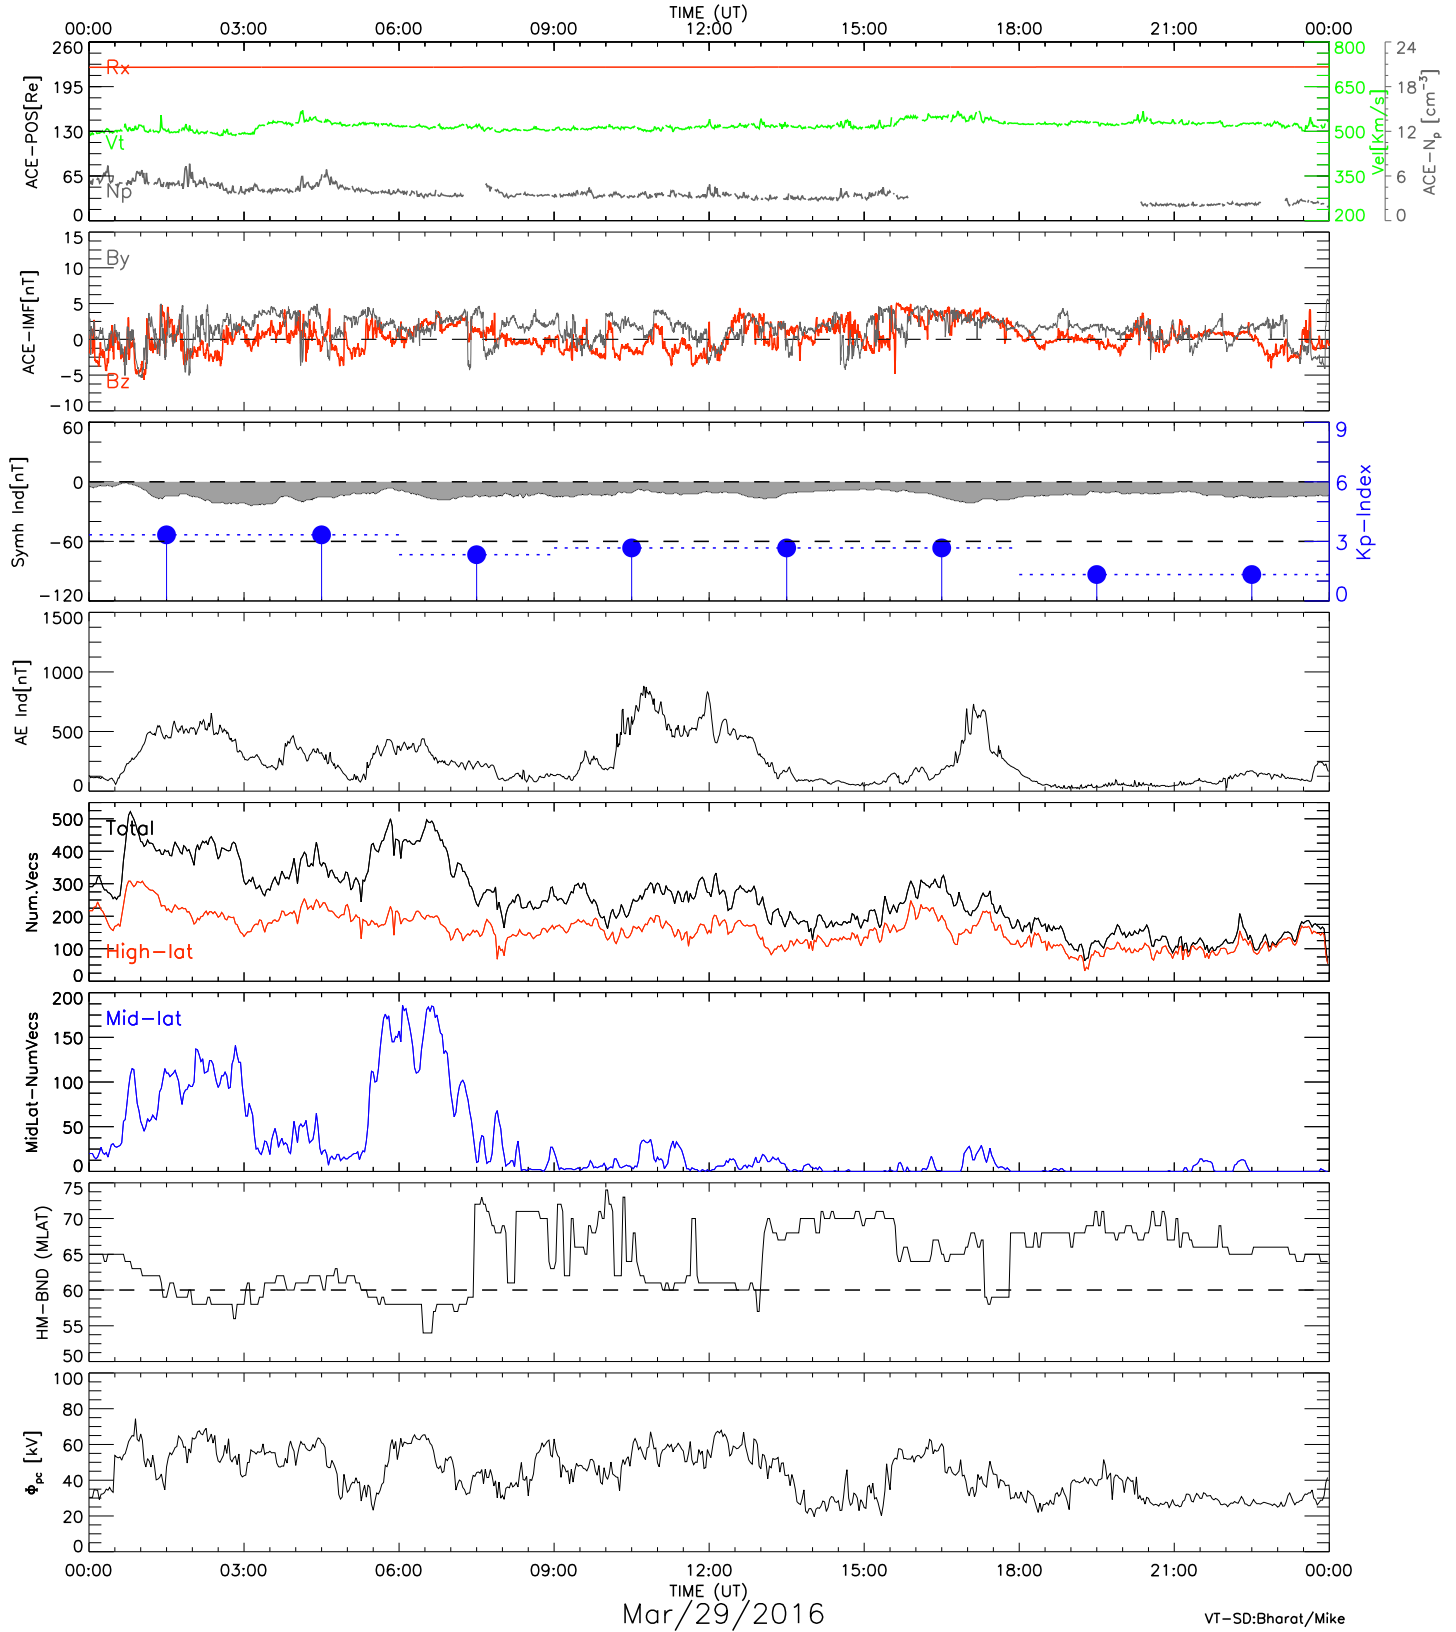 TIME (UT)
00:00 03:00 06:00 09:00 12:00 15:00 18:00 21:00 00:00
260 195 130 65 0
ACE-POS[Re]
Rx
Vt
Np
800 650 500 350 200
Vel[Km/s]
24 18 12 6 0
ACE-Np [cm⁻³]
15 10 5 0 -5 -10
ACE-IMF[nT]
By
Bz
60 0 -60 -120
Symh Ind[nT]
9 6 3 0
Kp-Index
1500 1000 500 0
AE Ind[nT]
500 400 300 200 100 0
Num.Vecs
Total
High-lat
200 150 100 50 0
MidLat-NumVecs
Mid-lat
75 70 65 60 55 50
HM-BND (MLAT)
100 80 60 40 20 0
Φpc [kV]
00:00 03:00 06:00 09:00 12:00 15:00 18:00 21:00 00:00
TIME (UT)
Mar/29/2016
VT-SD:Bharat/Mike